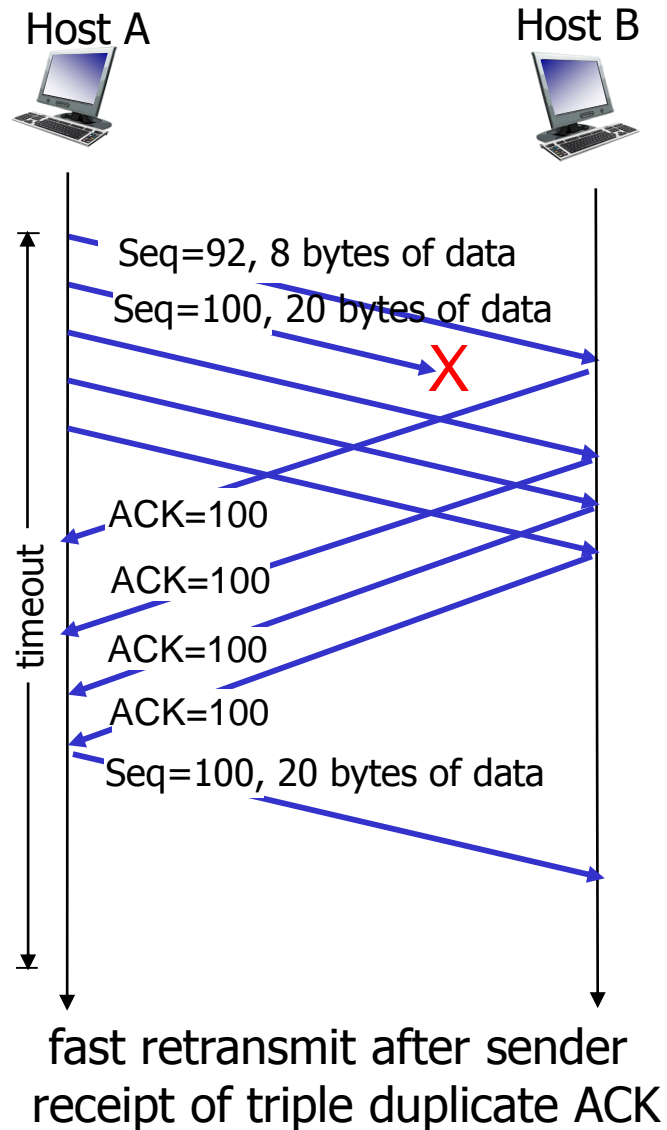 Host A
Host B
Seq=92, 8 bytes of data
Seq=100, 20 bytes of data
X
ACK=100
timeout
ACK=100
ACK=100
ACK=100
Seq=100, 20 bytes of data
fast retransmit after sender
receipt of triple duplicate ACK